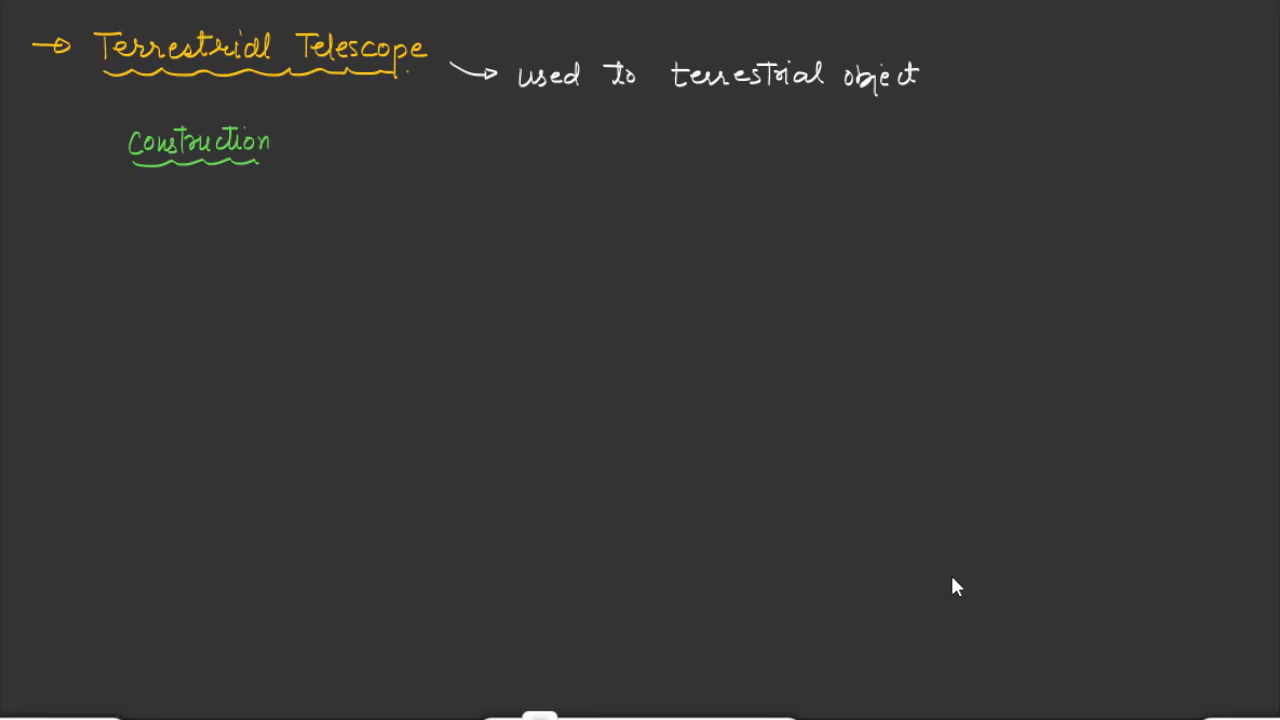 → Terrestrial Telescope
→ used to terrestrial object
Construction